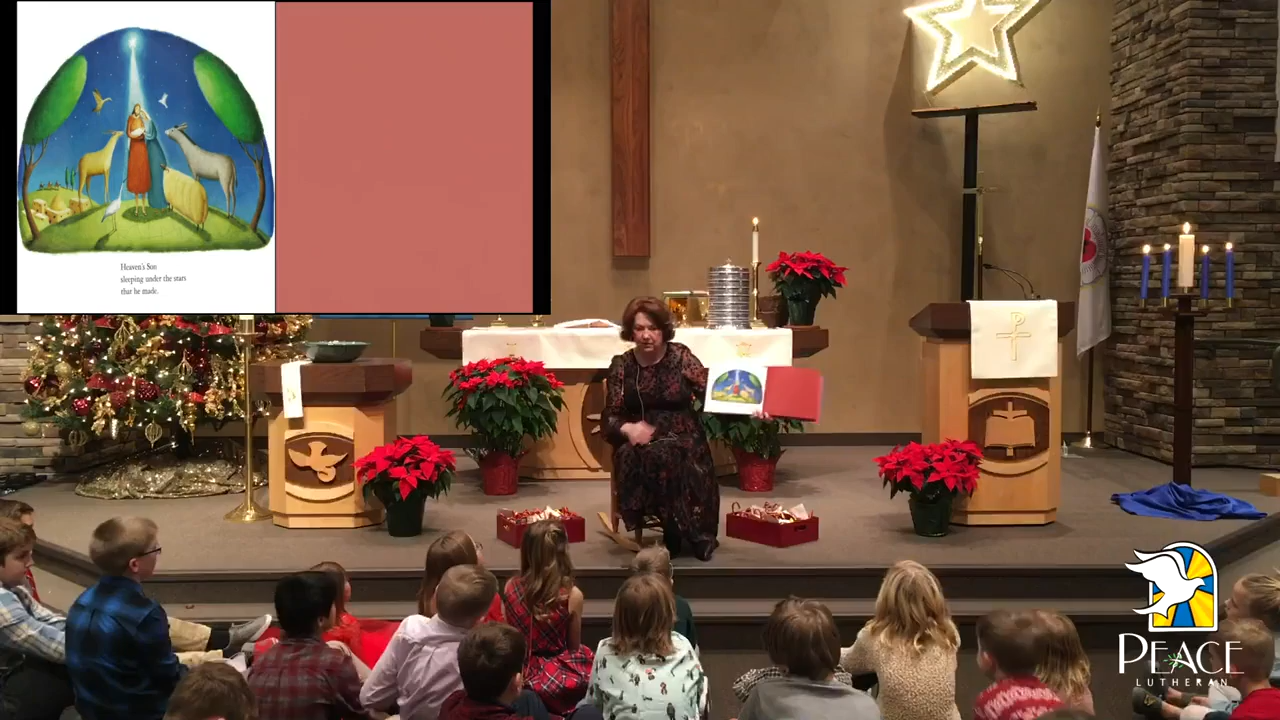 Heaven's Son
sleeping under the stars
that he made.
PEACE
LUTHERAN